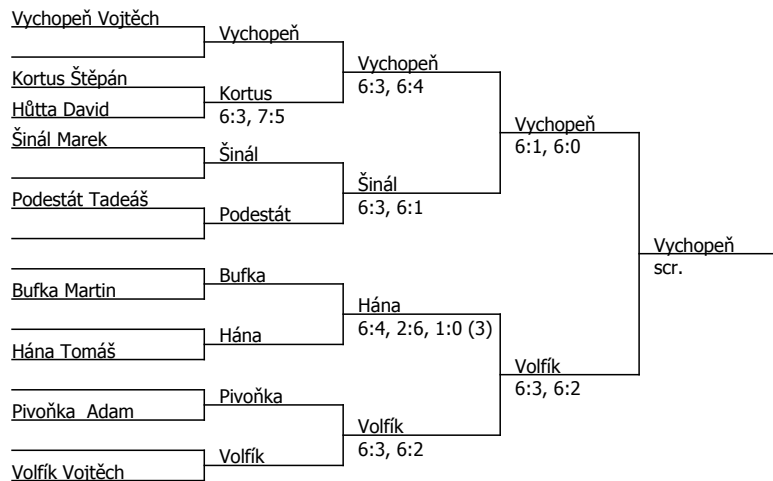 Vychopeň Vojtěch
Vychopeň
Vychopeň
6:3, 6:4
Kortus Štěpán
Kortus
6:3, 7:5
Hůtta David
Vychopeň
6:1, 6:0
Šinál Marek
Šinál
Šinál
6:3, 6:1
Podestát Tadeáš
Podestát
Vychopeň
scr.
Bufka
Bufka Martin
Hána
6:4, 2:6, 1:0 (3)
Hána
Hána Tomáš
Volfík
6:3, 6:2
Pivoňka
Pivoňka  Adam
Volfík
6:3, 6:2
Volfík
Volfík Vojtěch